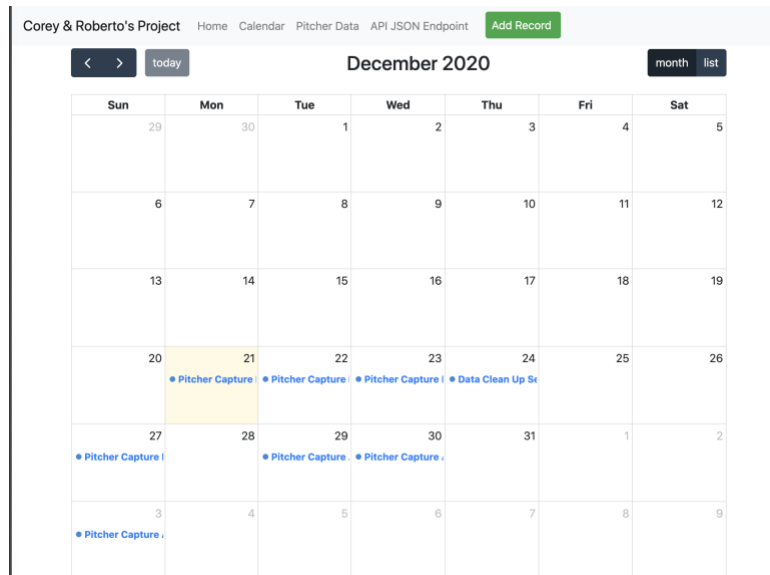 Corey & Roberto's Project Home Calendar Pitcher Data API JSON Endpoint Add Record
today December 2020 month list
Sun Mon Tue Wed Thu Fri Sat
29 30 1 2 3 4 5
6 7 8 9 10 11 12
13 14 15 16 17 18 19
20 21 22 23 24 25 26
Pitcher Capture Pitcher Capture Pitcher Capture Data Clean Up
27 28 29 30 31 1 2
Pitcher Capture Pitcher Capture Pitcher Capture
3 4 5 6 7 8 9
Pitcher Capture